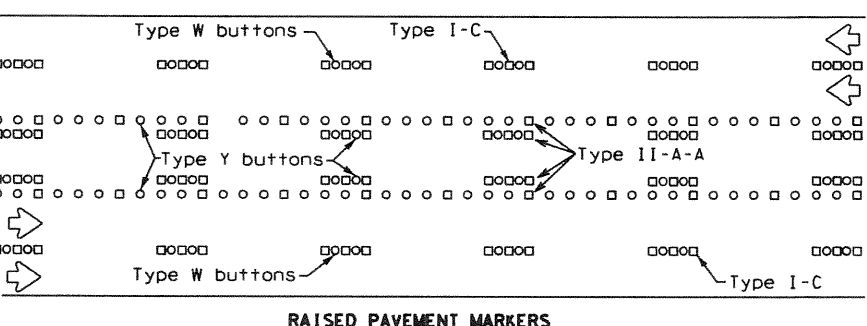 Type W buttons
Type I-C
Type Y buttons
Type II-A-A
Type W buttons
Type I-C
RAISED PAVEMENT MARKERS